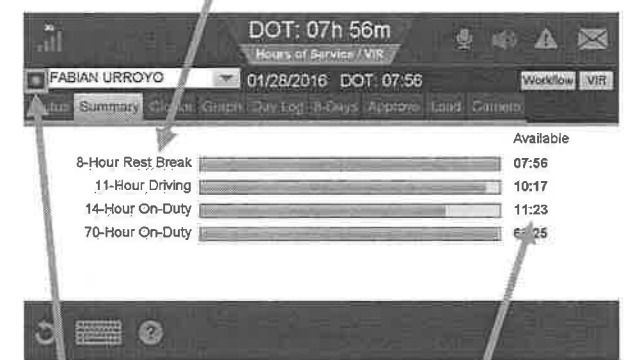 3G
DOT: 07h 56m
Hours of Service / VIR
FABIAN URROYO 01/28/2016 DOT: 07:56 Workflow VIR
Summary Clocks Graph Day Log 8-Days Approve Load Camera
Available
8-Hour Rest Break 07:56
11-Hour Driving 10:17
14-Hour On-Duty 11:23
70-Hour On-Duty
?